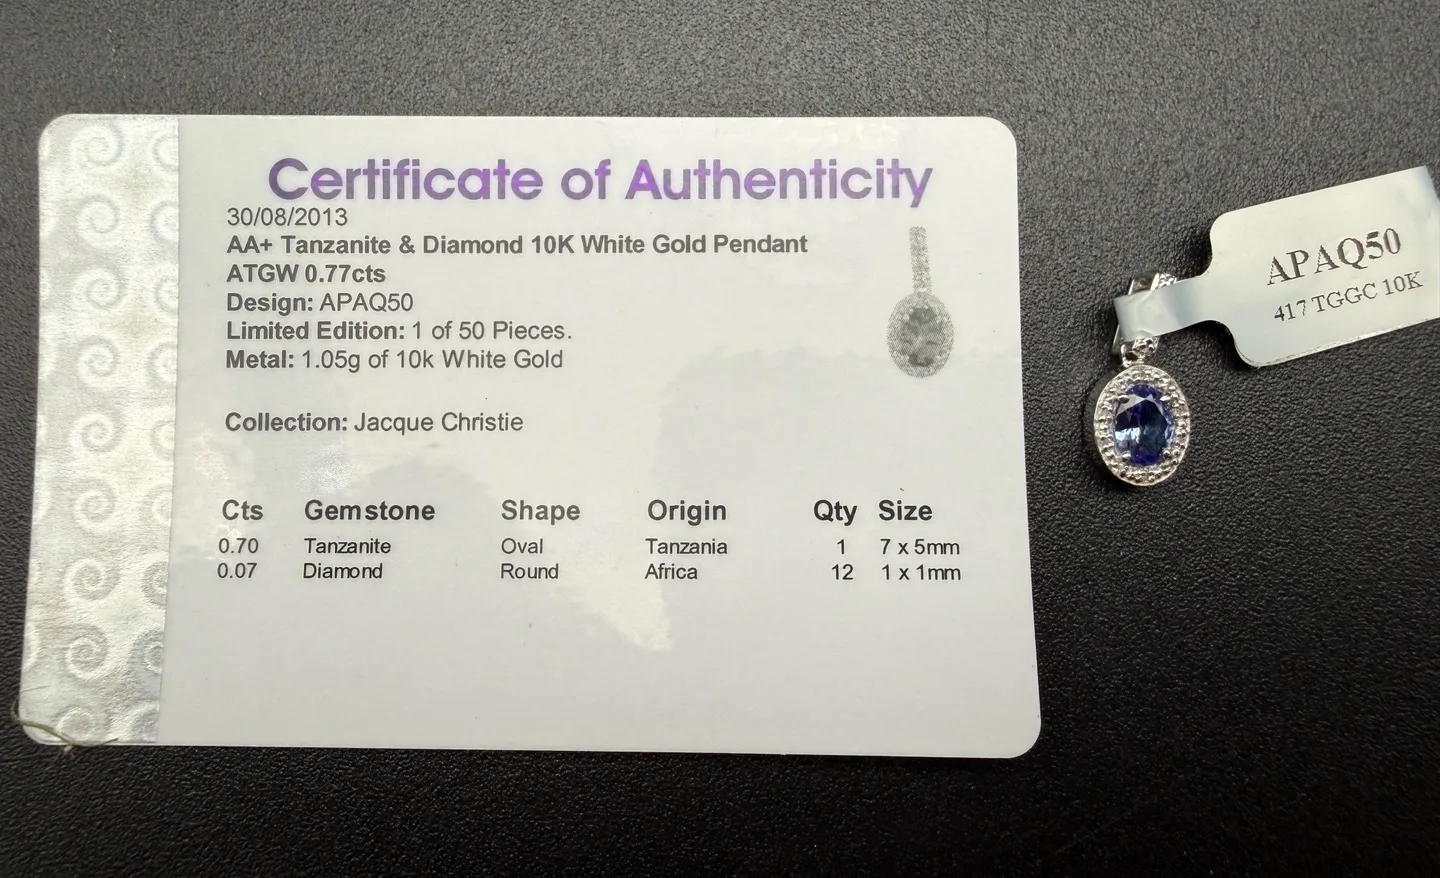 Certificate of Authenticity
30/08/2013
AA+ Tanzanite & Diamond 10K White Gold Pendant
ATGW 0.77cts
Design: APAQ50
Limited Edition: 1 of 50 Pieces.
Metal: 1.05g of 10k White Gold
Collection: Jacque Christie
Cts Gemstone Shape Origin Qty Size
0.70 Tanzanite Oval Tanzania 1 7 x 5mm
0.07 Diamond Round Africa 12 1 x 1mm
APAQ50
417 TGGC 10K